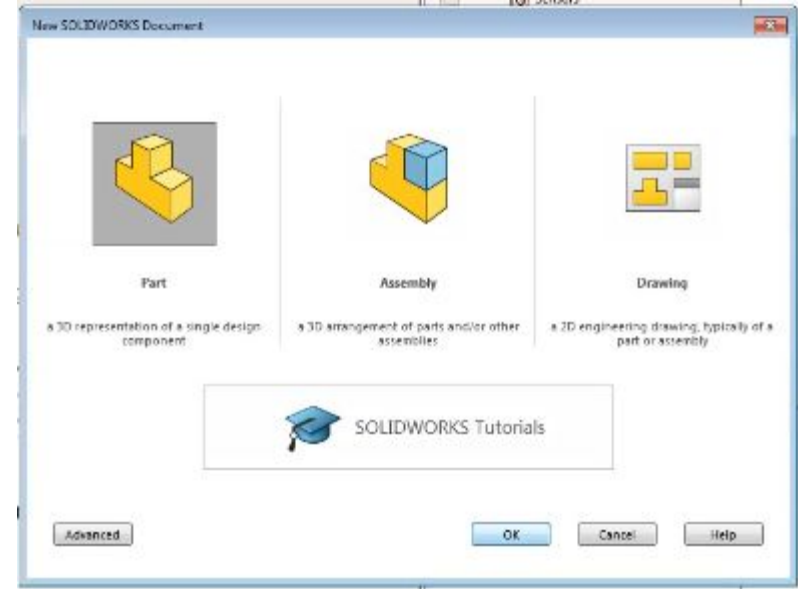 Sensors
New SOLIDWORKS Document
Part
Assembly
Drawing
a 3D representation of a single design
component
a 3D arrangement of parts and/or other
assemblies
a 2D engineering drawing, typically of a
part or assembly
SOLIDWORKS Tutorials
Advanced
OK
Cancel
Help